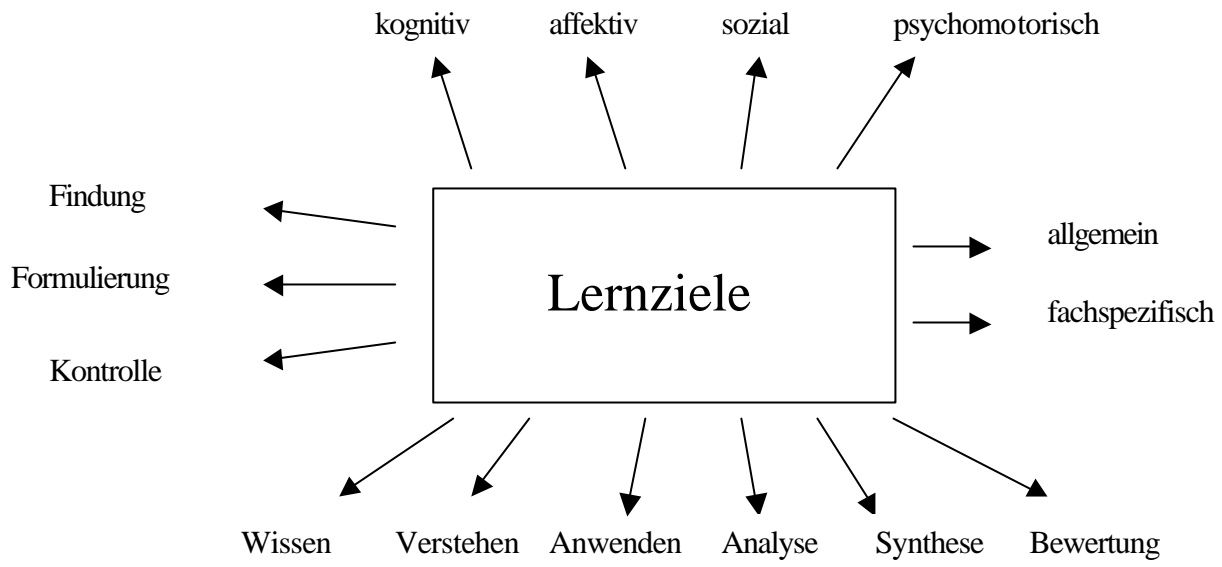 kognitiv affektiv sozial psychomotorisch
Findung
allgemein
Formulierung
Lernziele
fachspezifisch
Kontrolle
Wissen Verstehen Anwenden Analyse Synthese Bewertung